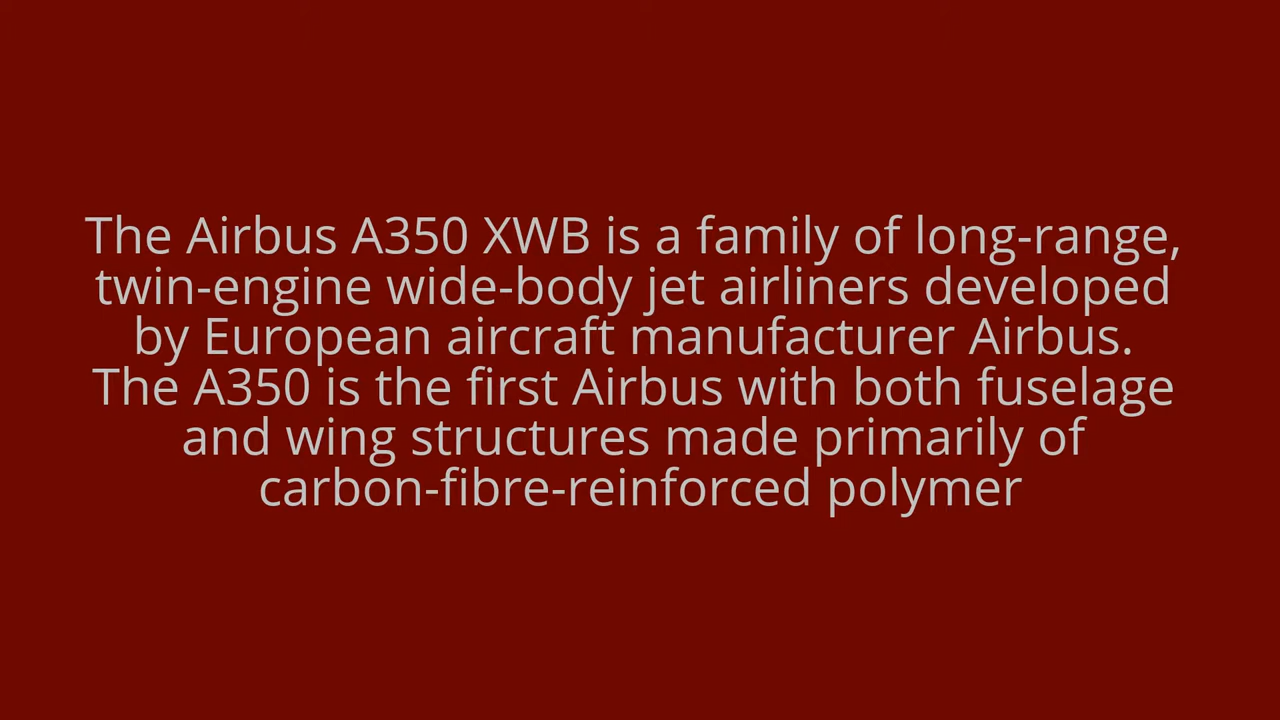 The Airbus A350 XWB is a family of long-range,
twin-engine wide-body jet airliners developed
by European aircraft manufacturer Airbus.
The A350 is the first Airbus with both fuselage
and wing structures made primarily of
carbon-fibre-reinforced polymer